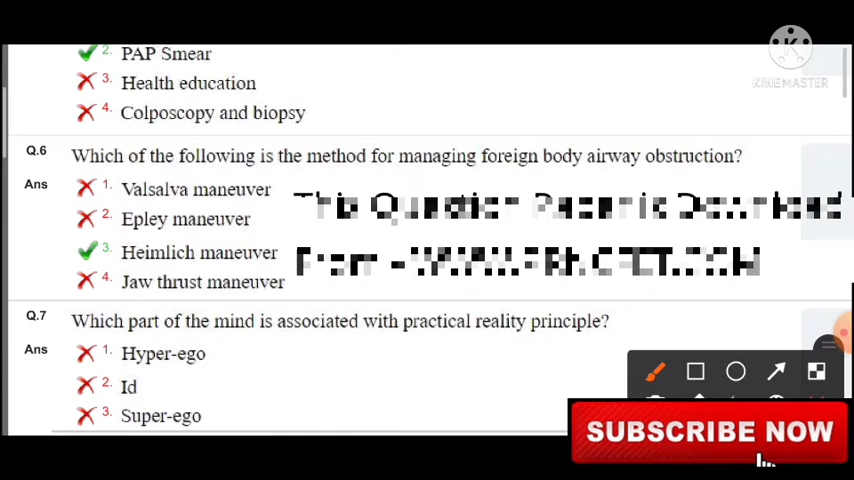 2. PAP Smear
3. Health education
4. Colposcopy and biopsy
KINEMASTER
Q.6 Which of the following is the method for managing foreign body airway obstruction?
Ans 1. Valsalva maneuver
2. Epley maneuver
3. Heimlich maneuver
4. Jaw thrust maneuver
Q.7 Which part of the mind is associated with practical reality principle?
Ans 1. Hyper-ego
2. Id
3. Super-ego
SUBSCRIBE NOW